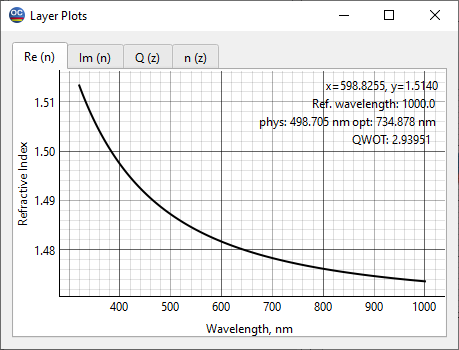 OC Layer Plots
Re (n) Im (n) Q (z) n (z)
x=598.8255, y=1.5140
Ref. wavelength: 1000.0
phys: 498.705 nm opt: 734.878 nm
QWOT: 2.93951
Refractive Index
1.51
1.50
1.49
1.48
400 500 600 700 800 900 1000
Wavelength, nm